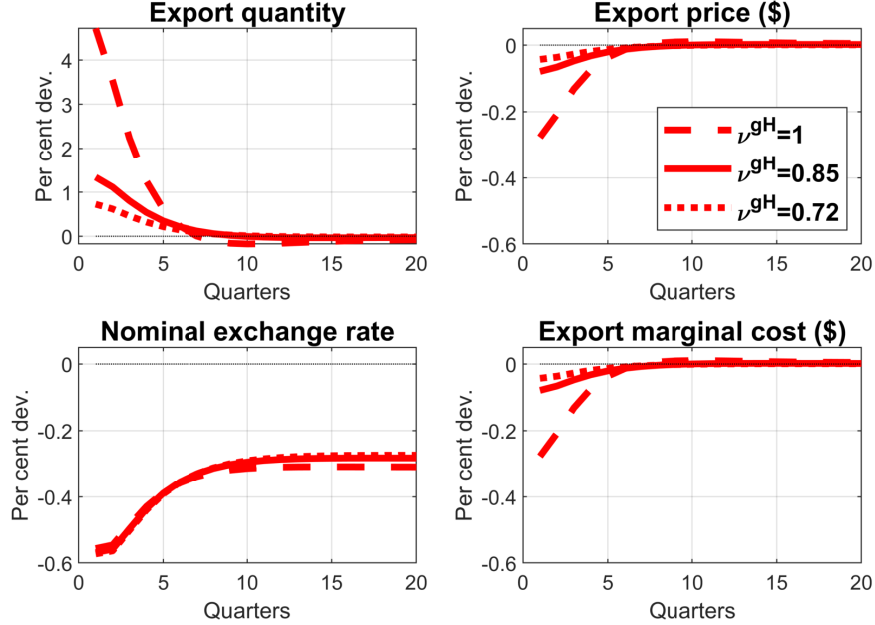 Export quantity
Per cent dev.
4
3
2
1
0
0 5 10 15 20
Quarters
Export price ($)
Per cent dev.
0
-0.2
-0.4
-0.6
0 5 10 15 20
Quarters
ν^gH=1
ν^gH=0.85
ν^gH=0.72
Nominal exchange rate
Per cent dev.
0
-0.2
-0.4
-0.6
0 5 10 15 20
Quarters
Export marginal cost ($)
Per cent dev.
0
-0.2
-0.4
-0.6
0 5 10 15 20
Quarters